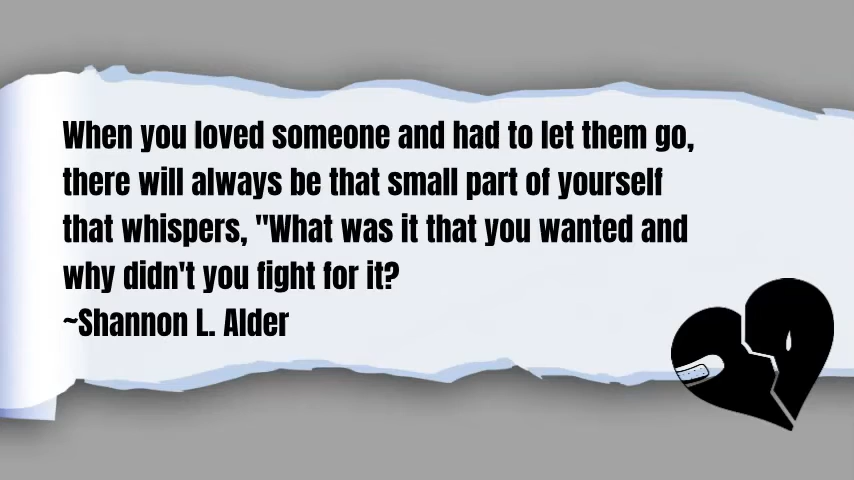 When you loved someone and had to let them go,
there will always be that small part of yourself
that whispers, "What was it that you wanted and
why didn't you fight for it?
~Shannon L. Alder